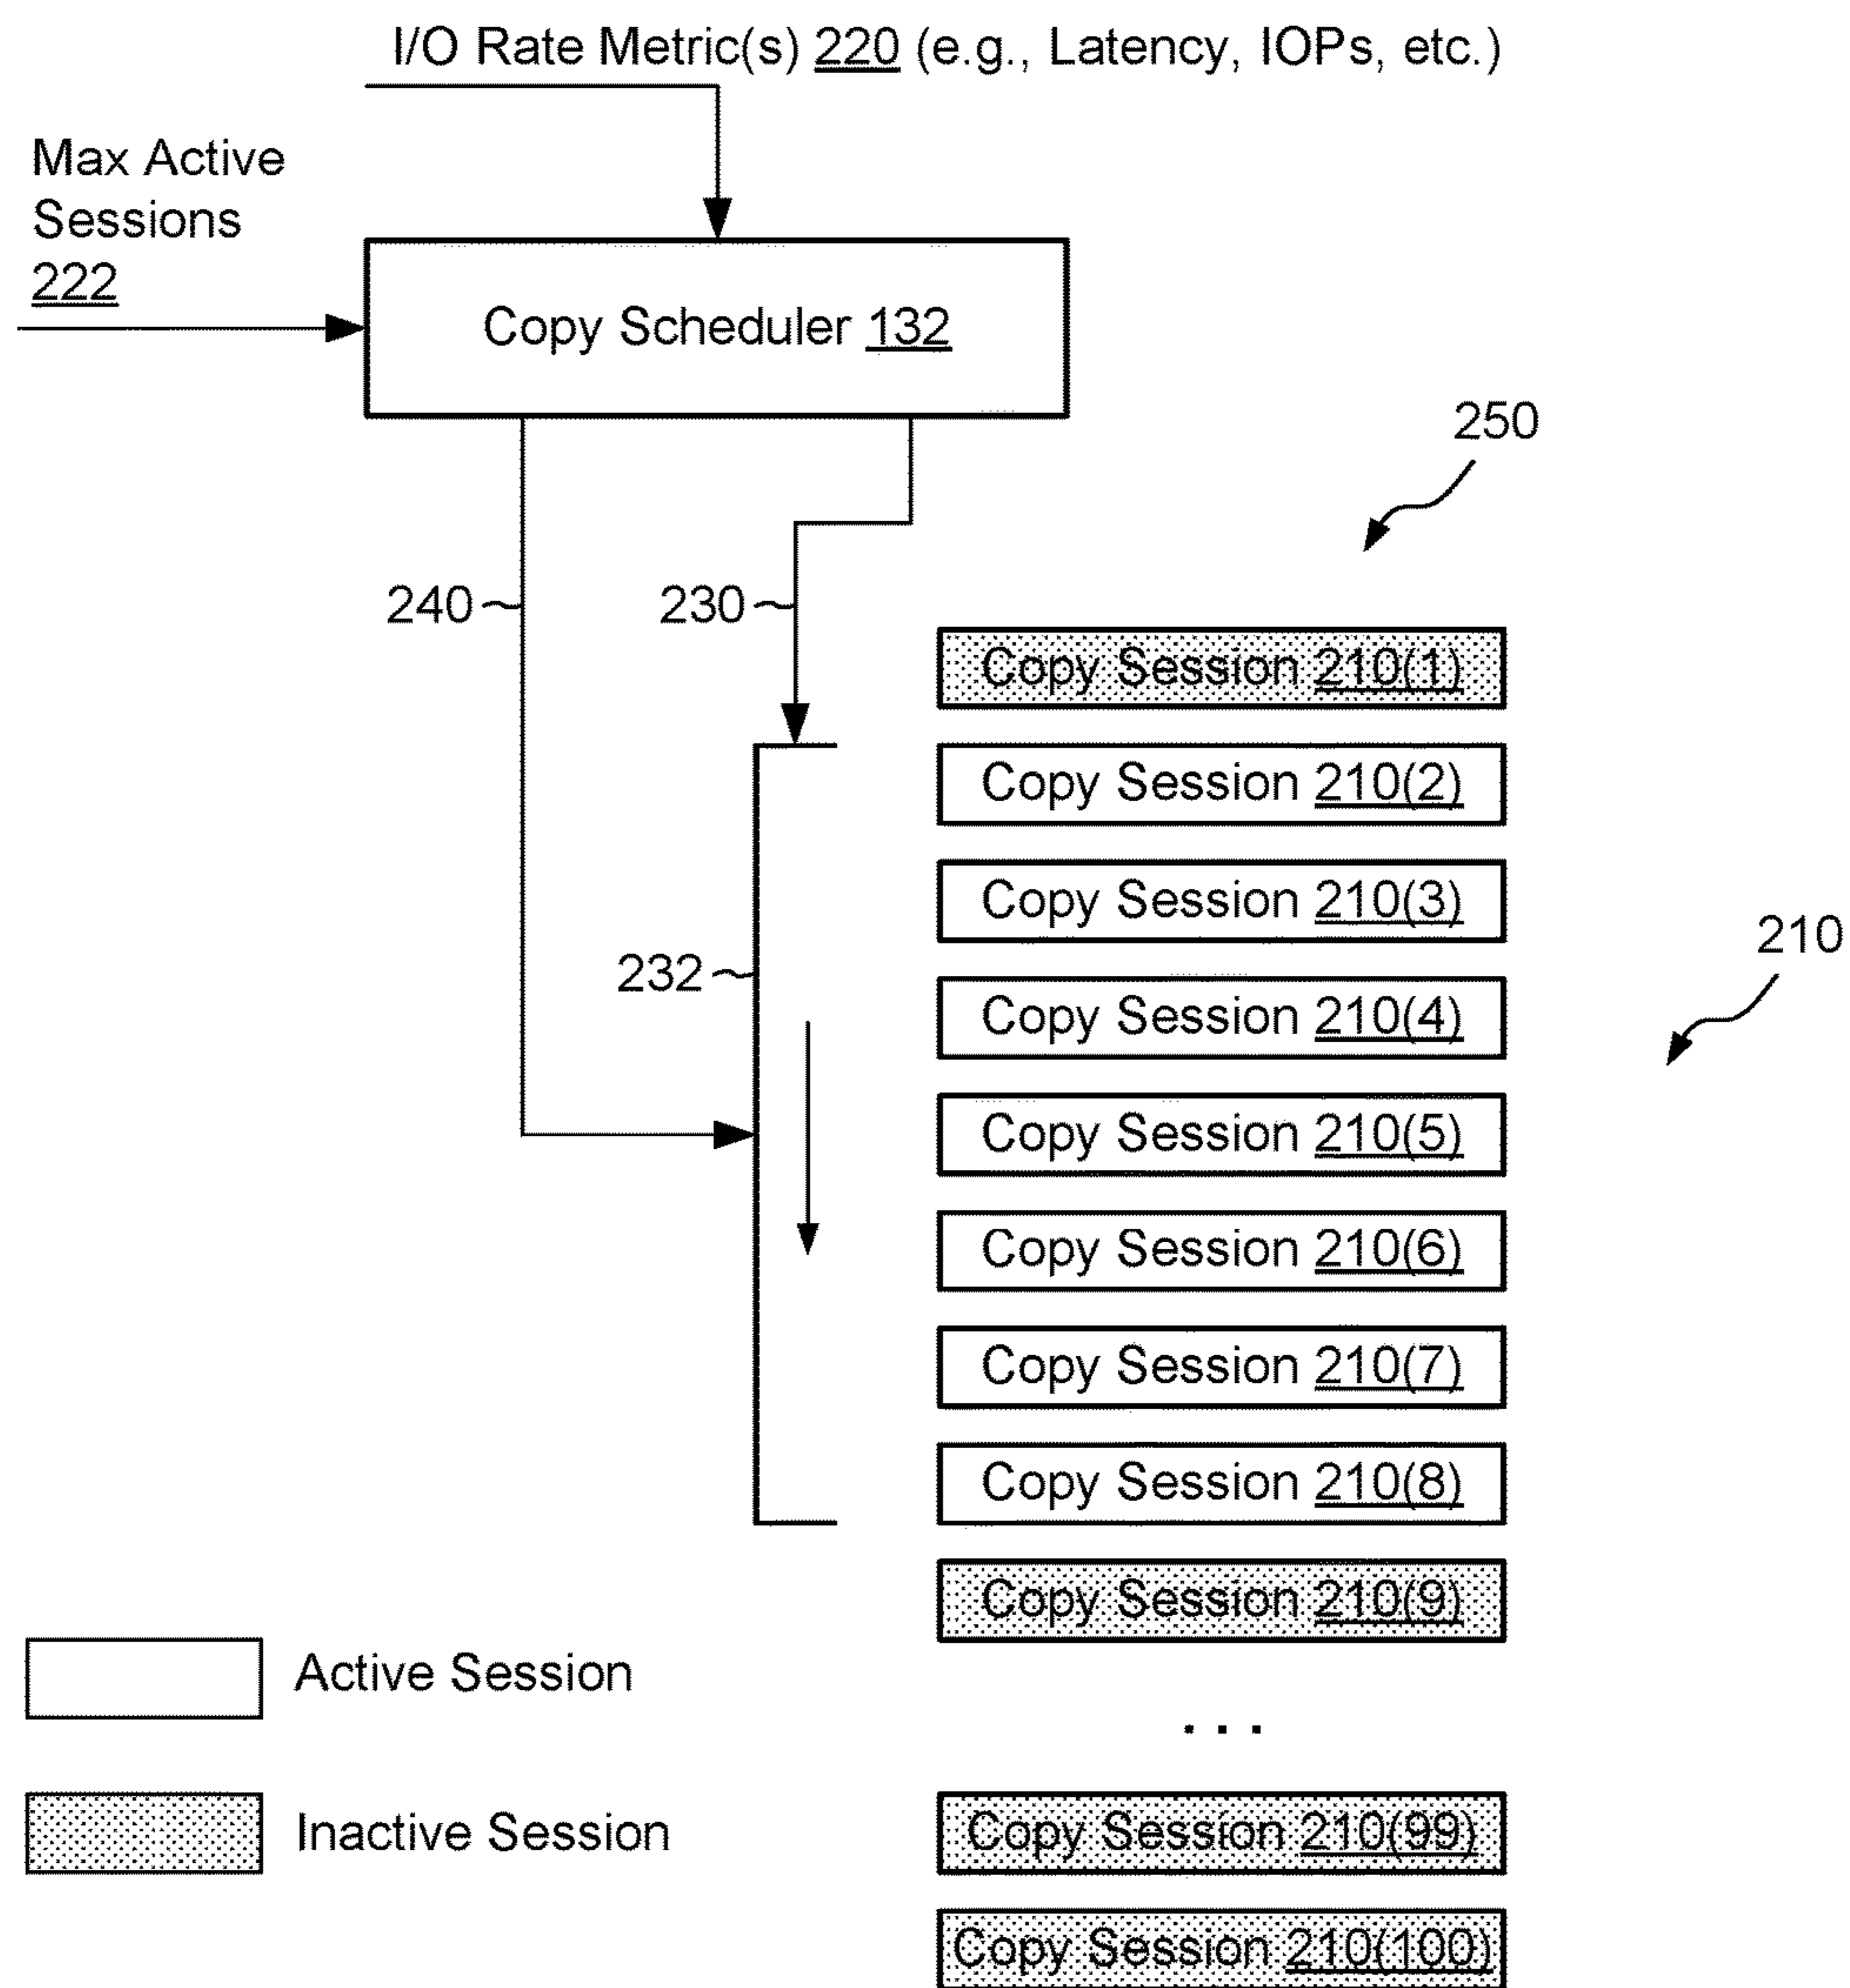 I/O Rate Metric(s) 220 (e.g., Latency, IOPs, etc.)
Max Active
Sessions
222
Copy Scheduler 132
250
240
230
Copy Session 210(1)
Copy Session 210(2)
Copy Session 210(3)
210
232
Copy Session 210(4)
Copy Session 210(5)
Copy Session 210(6)
Copy Session 210(7)
Copy Session 210(8)
Copy Session 210(9)
Active Session
. . .
Inactive Session
Copy Session 210(99)
Copy Session 210(100)